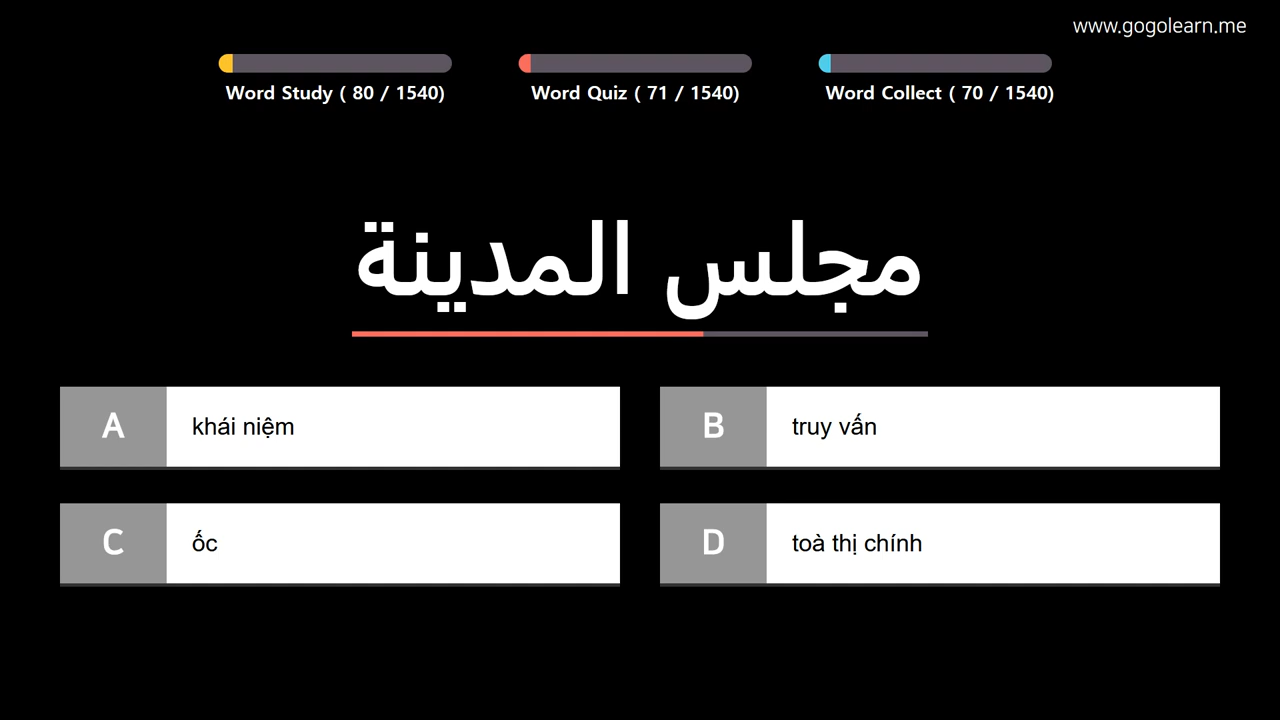 www.gogolearn.me
Word Study ( 80 / 1540)
Word Quiz ( 71 / 1540)
Word Collect ( 70 / 1540)
مجلس المدينة
A khái niệm
B truy vấn
C ốc
D toà thị chính